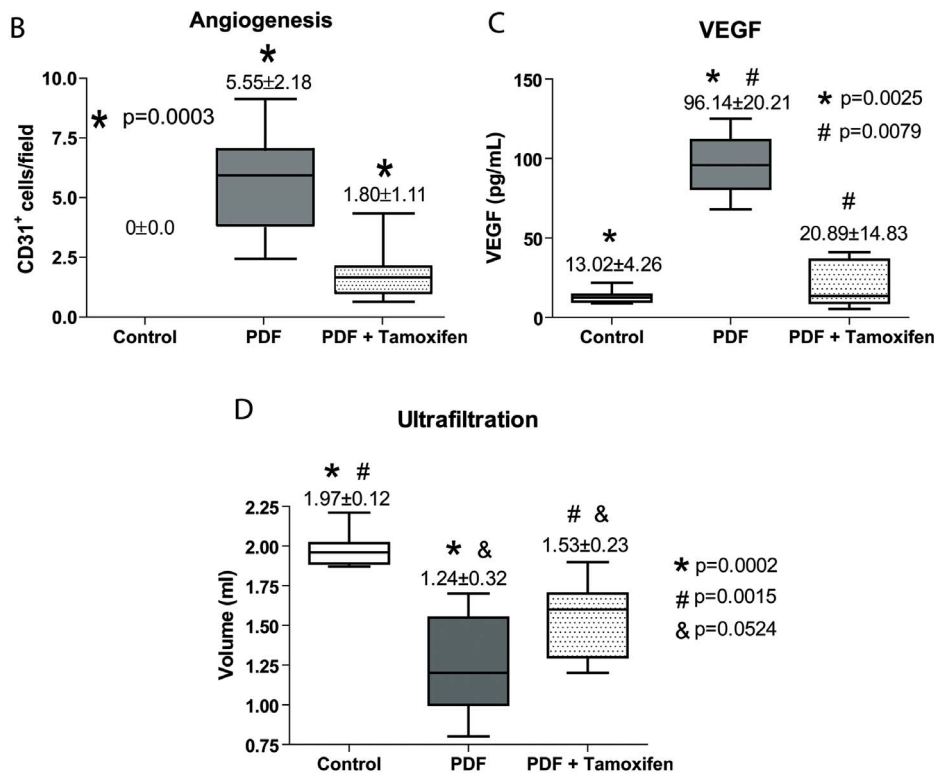 B
Angiogenesis
*
5.55±2.18
10.0
* p=0.0003
7.5
*
1.80±1.11
5.0
0±0.0
2.5
0.0
CD31+ cells/field
Control PDF PDF + Tamoxifen
C
VEGF
150
* #
96.14±20.21
* p=0.0025
# p=0.0079
100
#
20.89±14.83
50
*
13.02±4.26
0
VEGF (pg/mL)
Control PDF PDF + Tamoxifen
D
Ultrafiltration
* #
1.97±0.12
2.25
# &
1.53±0.23
2.00
* &
1.24±0.32
* p=0.0002
# p=0.0015
& p=0.0524
1.75
1.50
1.25
1.00
0.75
Volume (ml)
Control PDF PDF + Tamoxifen